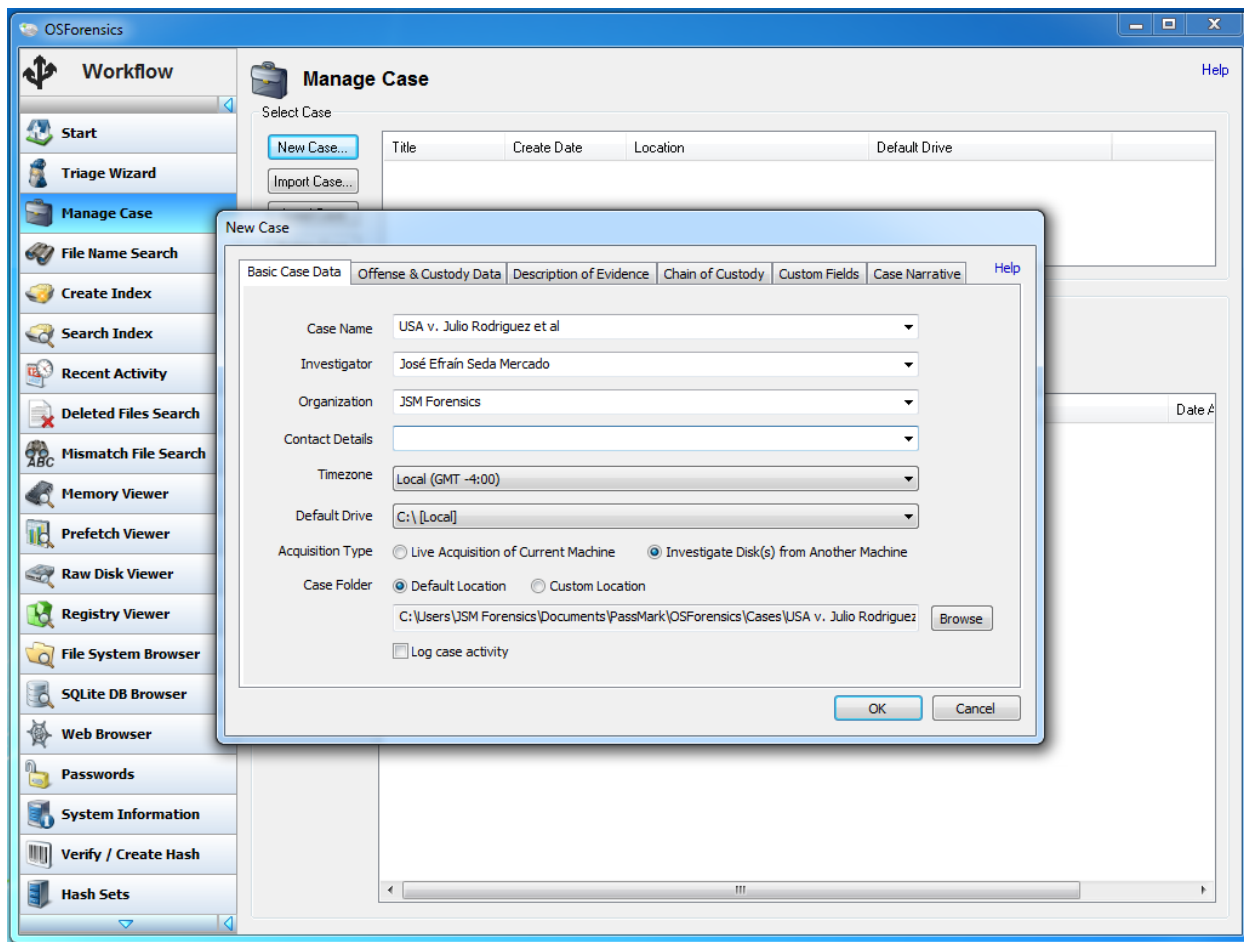 OSForensics
Workflow
Start
Triage Wizard
Manage Case
File Name Search
Create Index
Search Index
Recent Activity
Deleted Files Search
ABC
Mismatch File Search
Memory Viewer
Prefetch Viewer
Raw Disk Viewer
Registry Viewer
File System Browser
SQLite DB Browser
Web Browser
Passwords
System Information
Verify / Create Hash
Hash Sets
Manage Case
Help
Select Case
New Case...
Import Case...
Title Create Date Location Default Drive
Date A
New Case
Basic Case Data Offense & Custody Data Description of Evidence Chain of Custody Custom Fields Case Narrative Help
Case Name USA v. Julio Rodriguez et al
Investigator José Efraín Seda Mercado
Organization JSM Forensics
Contact Details
Timezone Local (GMT -4:00)
Default Drive C:\ [Local]
Acquisition Type Live Acquisition of Current Machine Investigate Disk(s) from Another Machine
Case Folder Default Location Custom Location
C:\Users\JSM Forensics\Documents\PassMark\OSForensics\Cases\USA v. Julio Rodriguez Browse
Log case activity
OK Cancel